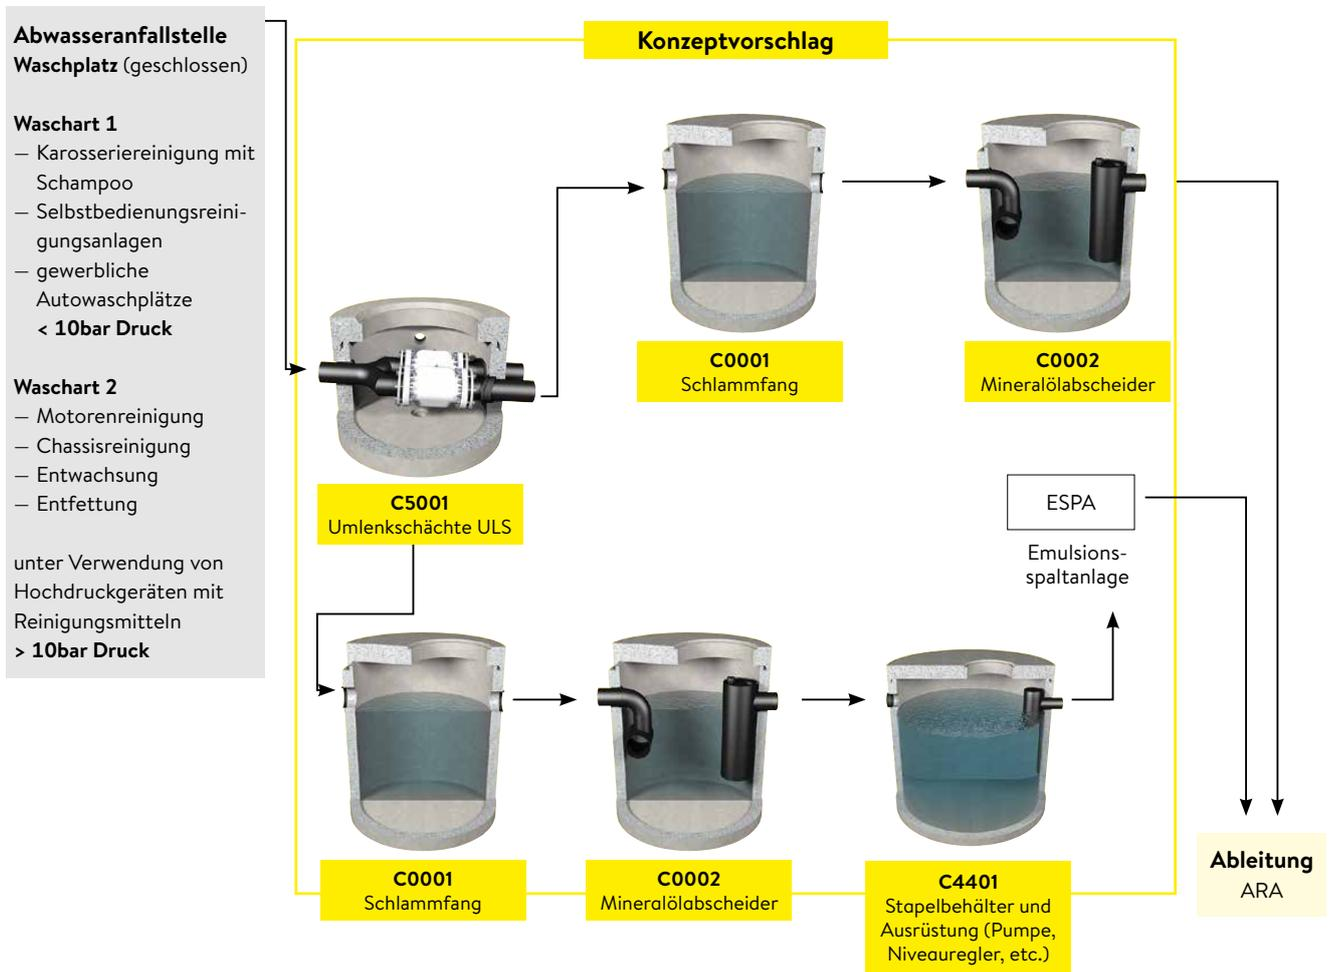 Abwasseranfallstelle
Waschplatz (geschlossen)
Waschart 1
– Karosseriereinigung mit
Schampoo
– Selbstbedienungsreini-
gungsanlagen
– gewerbliche
Autowaschplätze
< 10bar Druck
Waschart 2
– Motorenreinigung
– Chassisreinigung
– Entwachsung
– Entfettung
unter Verwendung von
Hochdruckgeräten mit
Reinigungsmitteln
> 10bar Druck
Konzeptvorschlag
C0001
Schlammfang
C0002
Mineralölabscheider
C5001
Umlenkschächte ULS
ESPA
Emulsions-
spaltanlage
C0001
Schlammfang
C0002
Mineralölabscheider
C4401
Stapelbehälter und
Ausrüstung (Pumpe,
Niveauregler, etc.)
Ableitung
ARA